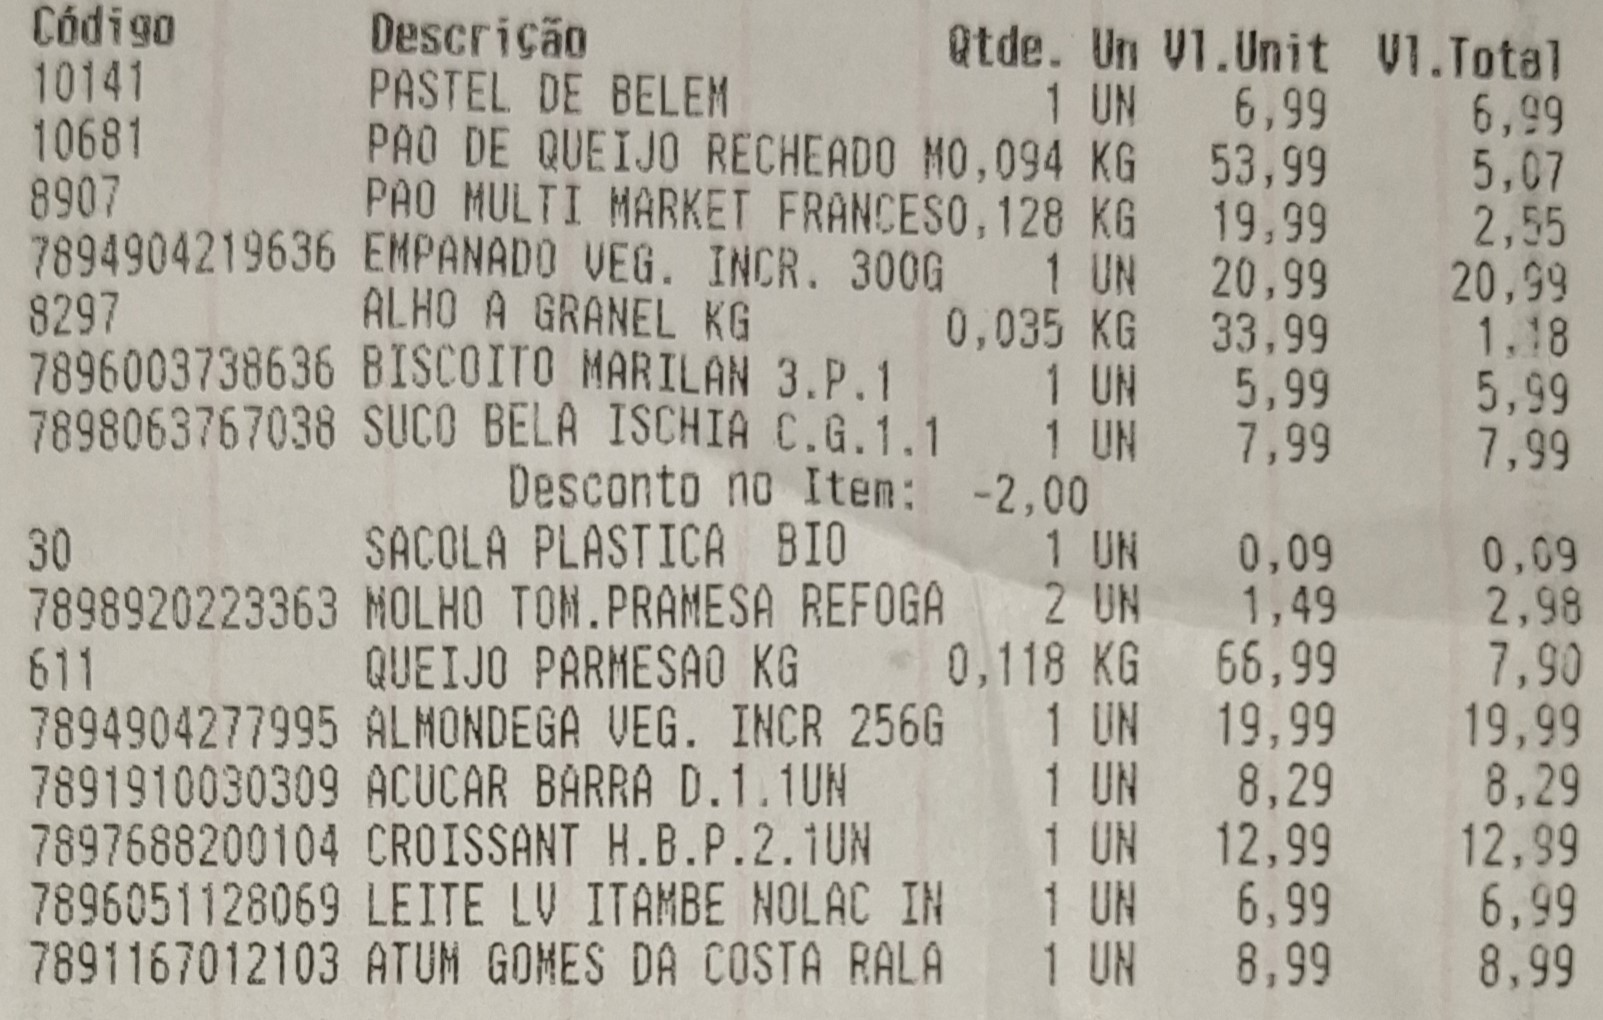 Código Descrição Qtde. Un Vl.Unit Vl.Total
10141 PASTEL DE BELEM 1 UN 6,99 6,99
10681 PAO DE QUEIJO RECHEADO M0,094 KG 53,99 5,07
8907 PAO MULTI MARKET FRANCES0,128 KG 19,99 2,55
7894904219636 EMPANADO VEG. INCR. 300G 1 UN 20,99 20,99
8297 ALHO A GRANEL KG 0,035 KG 33,99 1,18
7896003738636 BISCOITO MARILAN 3.P.1 1 UN 5,99 5,99
7898063767038 SUCO BELA ISCHIA C.G.1.1 1 UN 7,99 7,99
Desconto no Item: -2,00
30 SACOLA PLASTICA BIO 1 UN 0,09 0,09
7898920223363 MOLHO TOM.PRAMESA REFOGA 2 UN 1,49 2,98
611 QUEIJO PARMESAO KG 0,118 KG 66,99 7,90
7894904277995 ALMONDEGA VEG. INCR 256G 1 UN 19,99 19,99
7891910030309 ACUCAR BARRA D.1.1UN 1 UN 8,29 8,29
7897688200104 CROISSANT H.B.P.2.1UN 1 UN 12,99 12,99
7896051128069 LEITE LV ITAMBE NOLAC IN 1 UN 6,99 6,99
7891167012103 ATUM GOMES DA COSTA RALA 1 UN 8,99 8,99